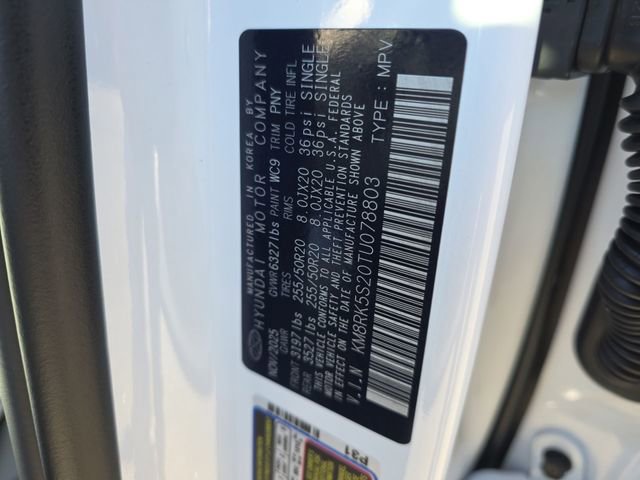 MANUFACTURED IN KOREA BY
HYUNDAI MOTOR COMPANY
NOV/2025 GVWR6327lbs PAINT WC9 TRIM PNY
GAWR TIRES RIMS COLD TIRE INFL
FRONT 3197lbs 255/50R20 8.0JX20 36psi SINGLE
REAR 3527lbs 255/50R20 8.0JX20 36psi SINGLE
THIS VEHICLE CONFORMS TO ALL APPLICABLE U.S.A. FEDERAL
MOTOR VEHICLE SAFETY AND THEFT PREVENTION STANDARDS
IN EFFECT ON THE DATE OF MANUFACTURE SHOWN ABOVE
V.I.N KM8RK5S20TU078803 TYPE : MPV
P31